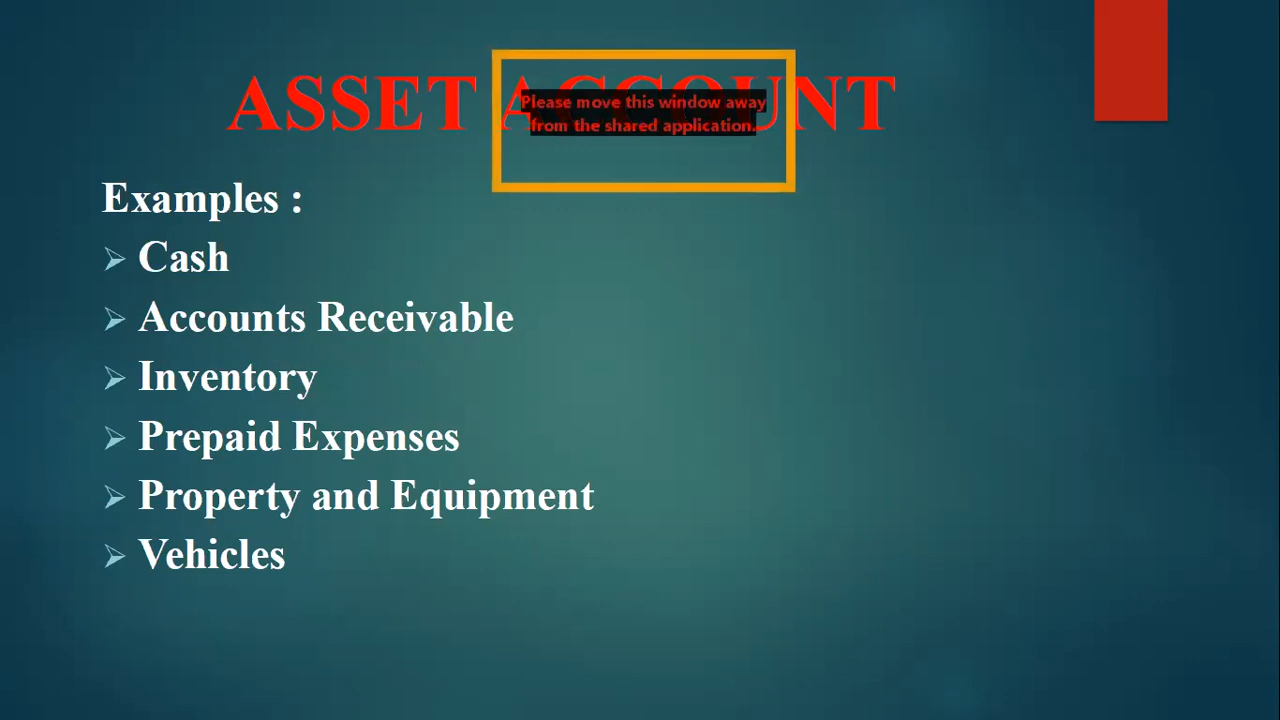 ASSET ACCOUNT
Please move this window away
from the shared application.
Examples :
Cash
Accounts Receivable
Inventory
Prepaid Expenses
Property and Equipment
Vehicles